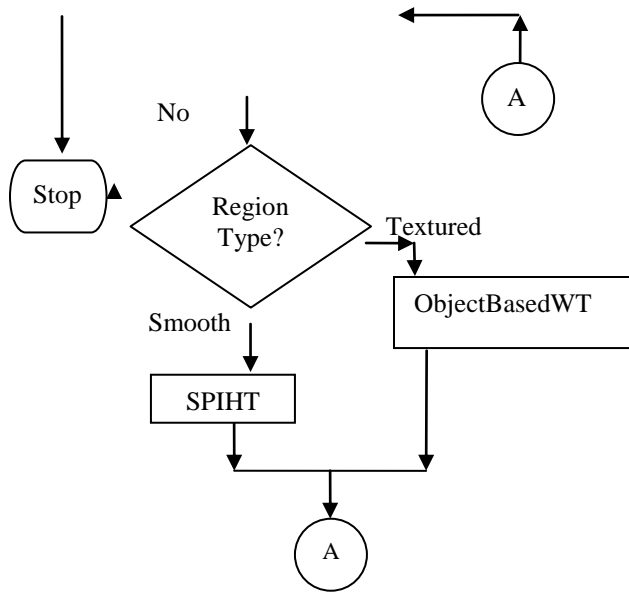 A
No
Stop
Region
Type?
Textured
ObjectBasedWT
Smooth
SPIHT
A